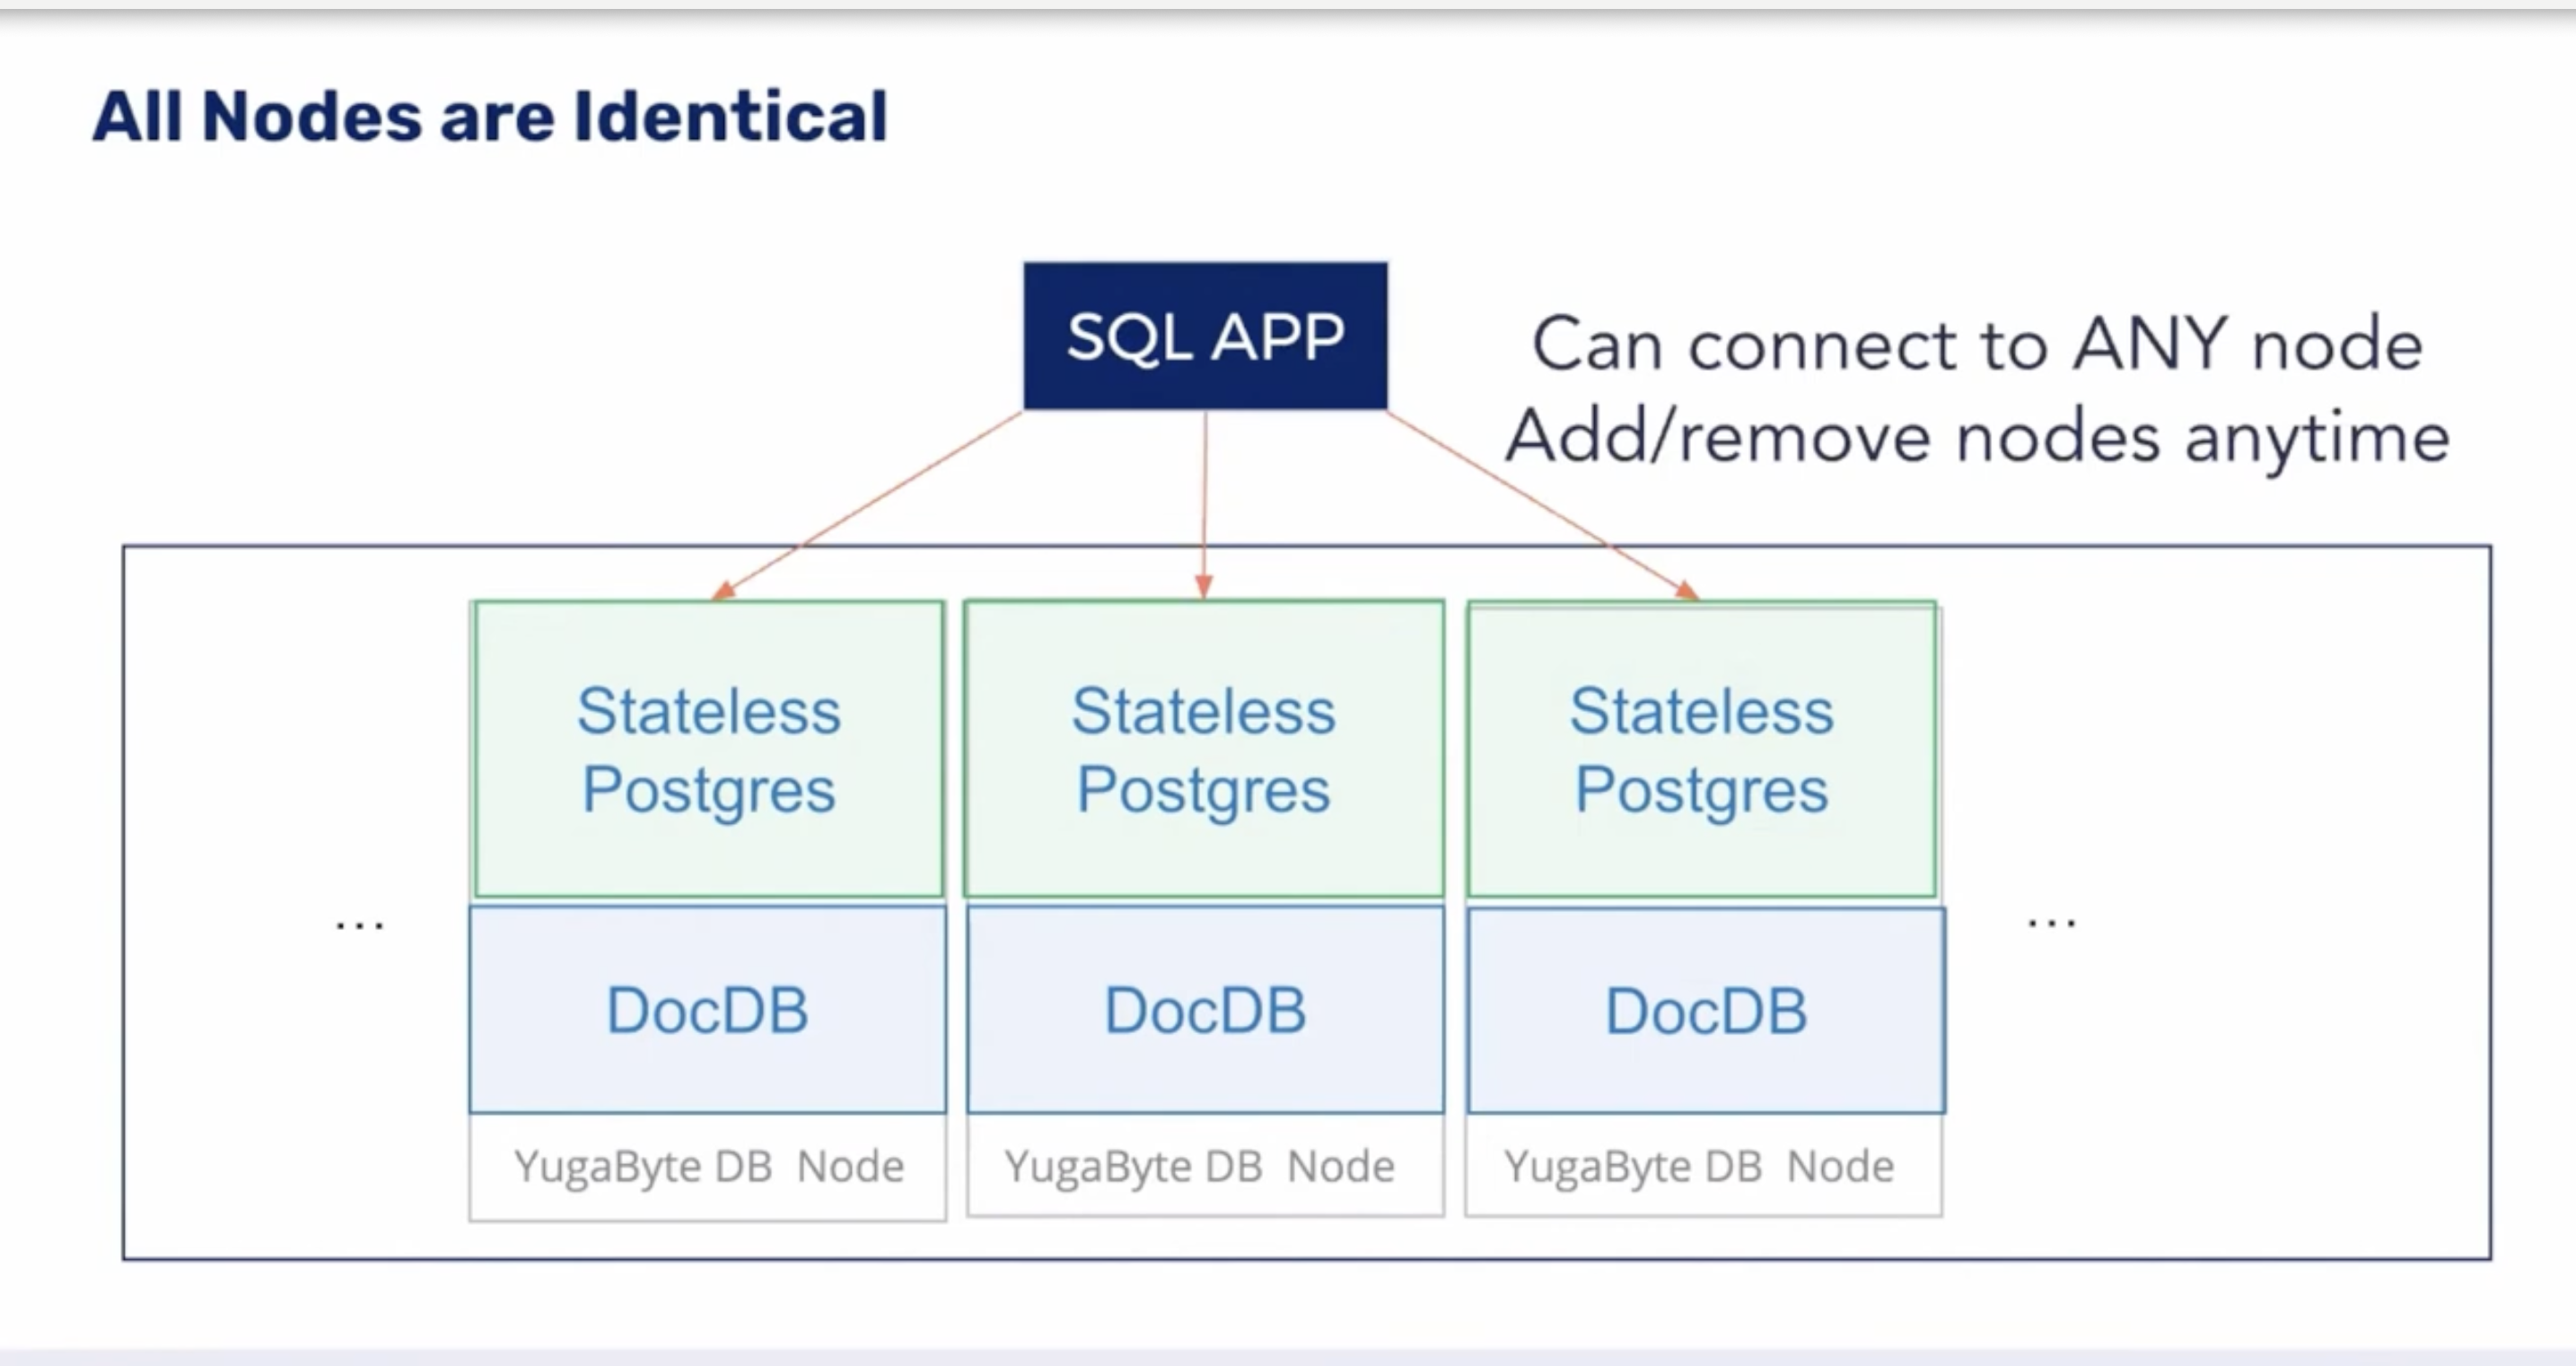 All Nodes are Identical
SQL APP
Can connect to ANY node
Add/remove nodes anytime
Stateless
Postgres
Stateless
Postgres
Stateless
Postgres
...
...
DocDB
DocDB
DocDB
YugaByte DB Node
YugaByte DB Node
YugaByte DB Node